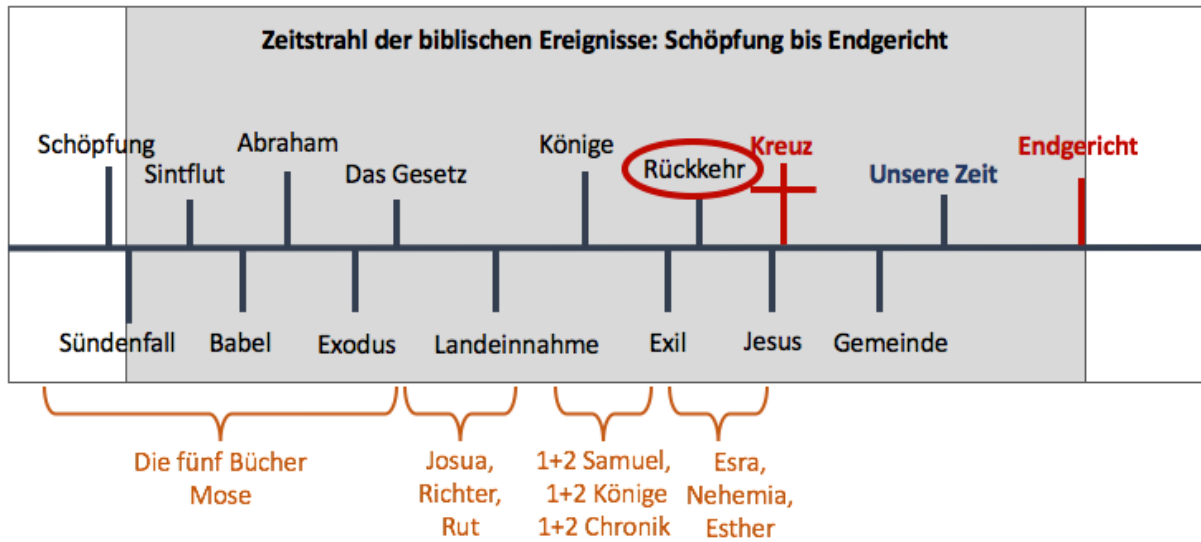 Zeitstrahl der biblischen Ereignisse: Schöpfung bis Endgericht
Schöpfung
Sintflut
Abraham
Das Gesetz
Könige
Rückkehr
Kreuz
Unsere Zeit
Endgericht
Sündenfall
Babel
Exodus
Landeinnahme
Exil
Jesus
Gemeinde
Die fünf Bücher
Mose
Josua,
Richter,
Rut
1+2 Samuel,
1+2 Könige
1+2 Chronik
Esra,
Nehemia,
Esther